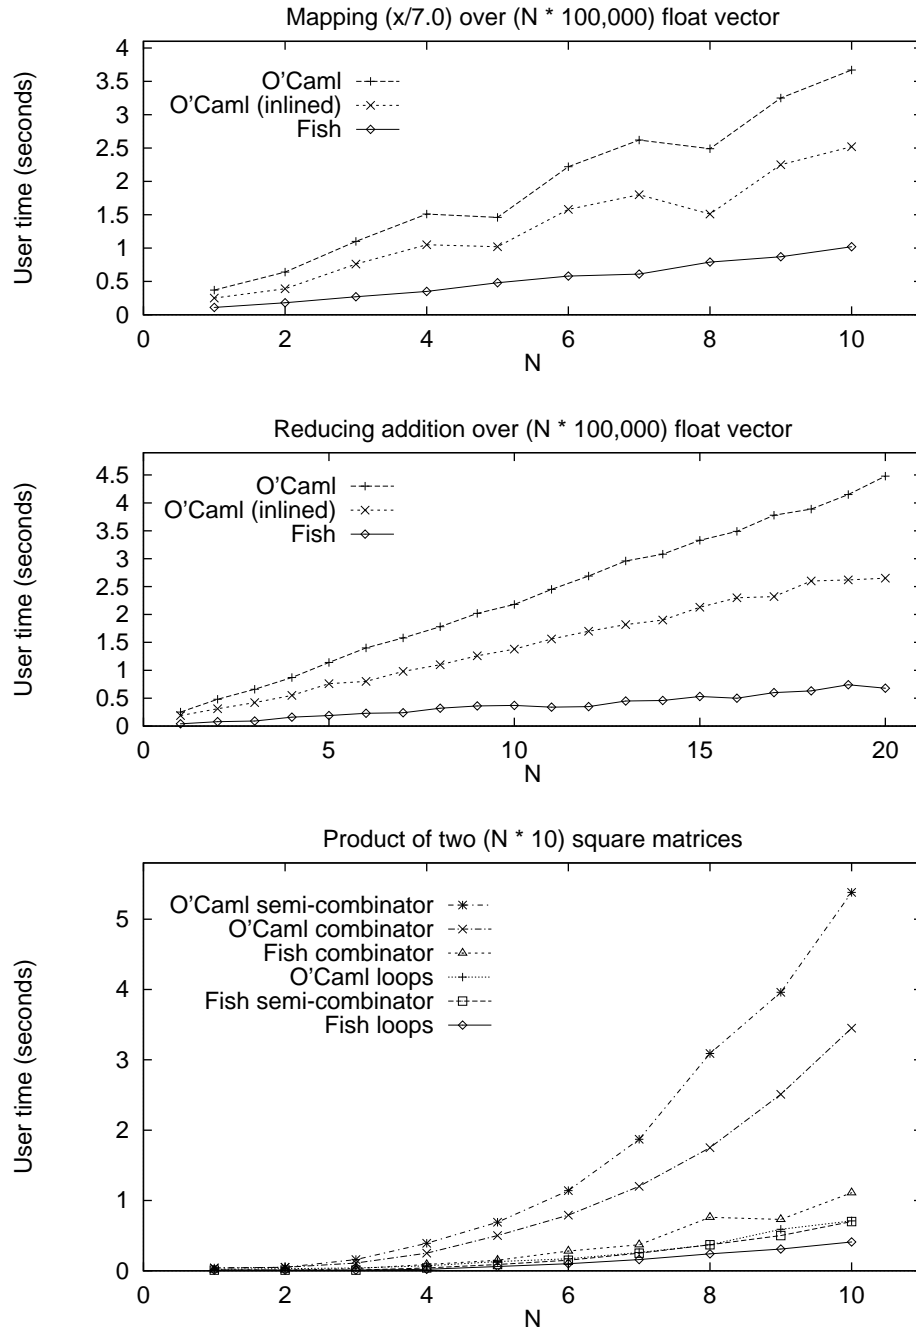 Mapping (x/7.0) over (N * 100,000) float vector
User time (seconds)
4
3.5
3
2.5
2
1.5
1
0.5
0
O'Caml
O'Caml (inlined)
Fish
0 2 4 6 8 10
N
Reducing addition over (N * 100,000) float vector
User time (seconds)
4.5
4
3.5
3
2.5
2
1.5
1
0.5
0
O'Caml
O'Caml (inlined)
Fish
0 5 10 15 20
N
Product of two (N * 10) square matrices
User time (seconds)
5
4
3
2
1
0
O'Caml semi-combinator
O'Caml combinator
Fish combinator
O'Caml loops
Fish semi-combinator
Fish loops
0 2 4 6 8 10
N